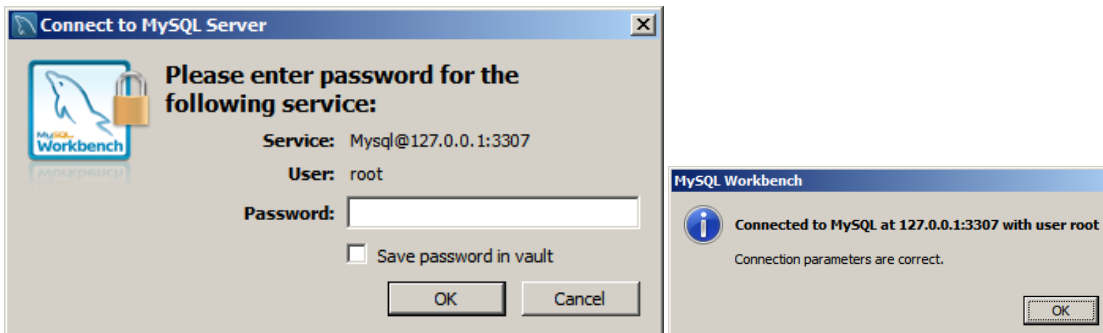 Connect to MySQL Server
Please enter password for the
following service:
Service: Mysql@127.0.0.1:3307
User: root
Password:
Save password in vault
OK Cancel
MySQL
Workbench
MySQL Workbench
Connected to MySQL at 127.0.0.1:3307 with user root
Connection parameters are correct.
OK